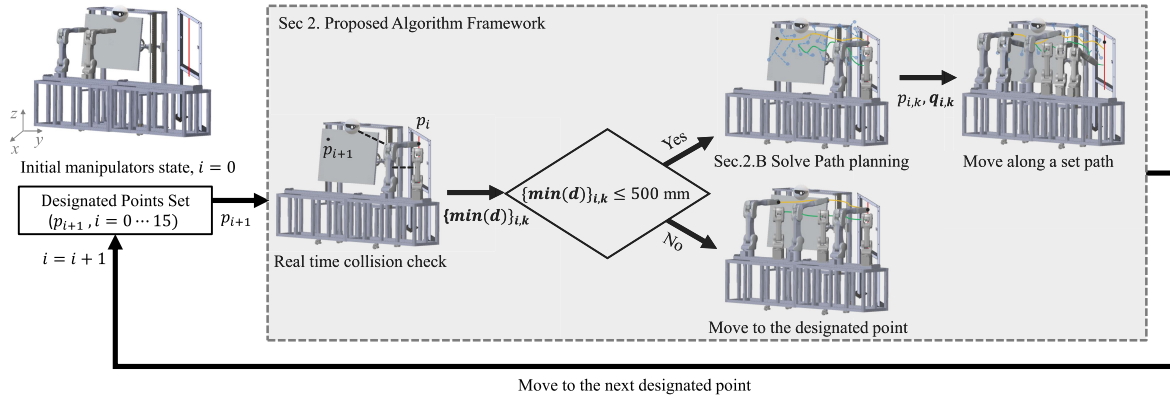 Sec 2. Proposed Algorithm Framework
z
y
x
Initial manipulators state, i = 0
Designated Points Set
(p_{i+1}, i = 0 ⋯ 15)
p_{i+1}
i = i + 1
p_i
p_{i+1}
Real time collision check
{min(d)}_{i,k}
{min(d)}_{i,k} ≤ 500 mm
Yes
No
Sec.2.B Solve Path planning
p_{i,k}, q_{i,k}
Move along a set path
Move to the designated point
Move to the next designated point